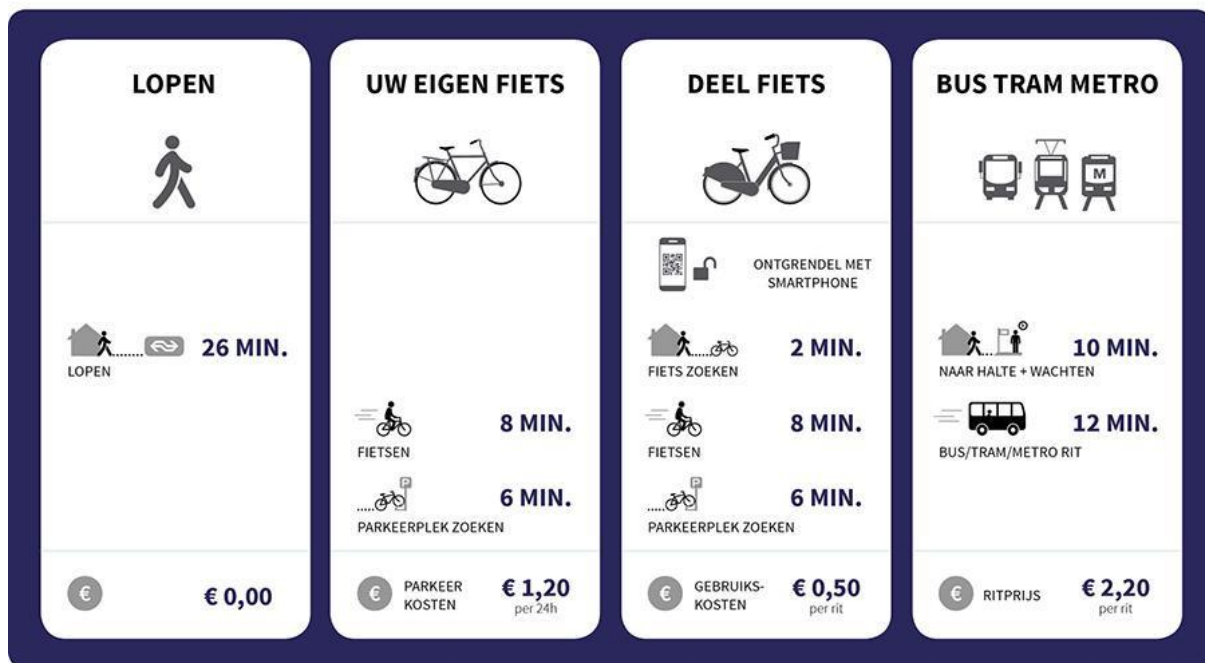 LOPEN
26 MIN.
LOPEN
€
€ 0,00
UW EIGEN FIETS
8 MIN.
FIETSEN
P
6 MIN.
PARKEERPLEK ZOEKEN
€
PARKEER
KOSTEN
€ 1,20
per 24h
DEEL FIETS
ONTGRENDEL MET
SMARTPHONE
2 MIN.
FIETS ZOEKEN
8 MIN.
FIETSEN
P
6 MIN.
PARKEERPLEK ZOEKEN
€
GEBRUIKS-
KOSTEN
€ 0,50
per rit
BUS TRAM METRO
M
10 MIN.
NAAR HALTE + WACHTEN
12 MIN.
BUS/TRAM/METRO RIT
€
RITPRIJS
€ 2,20
per rit